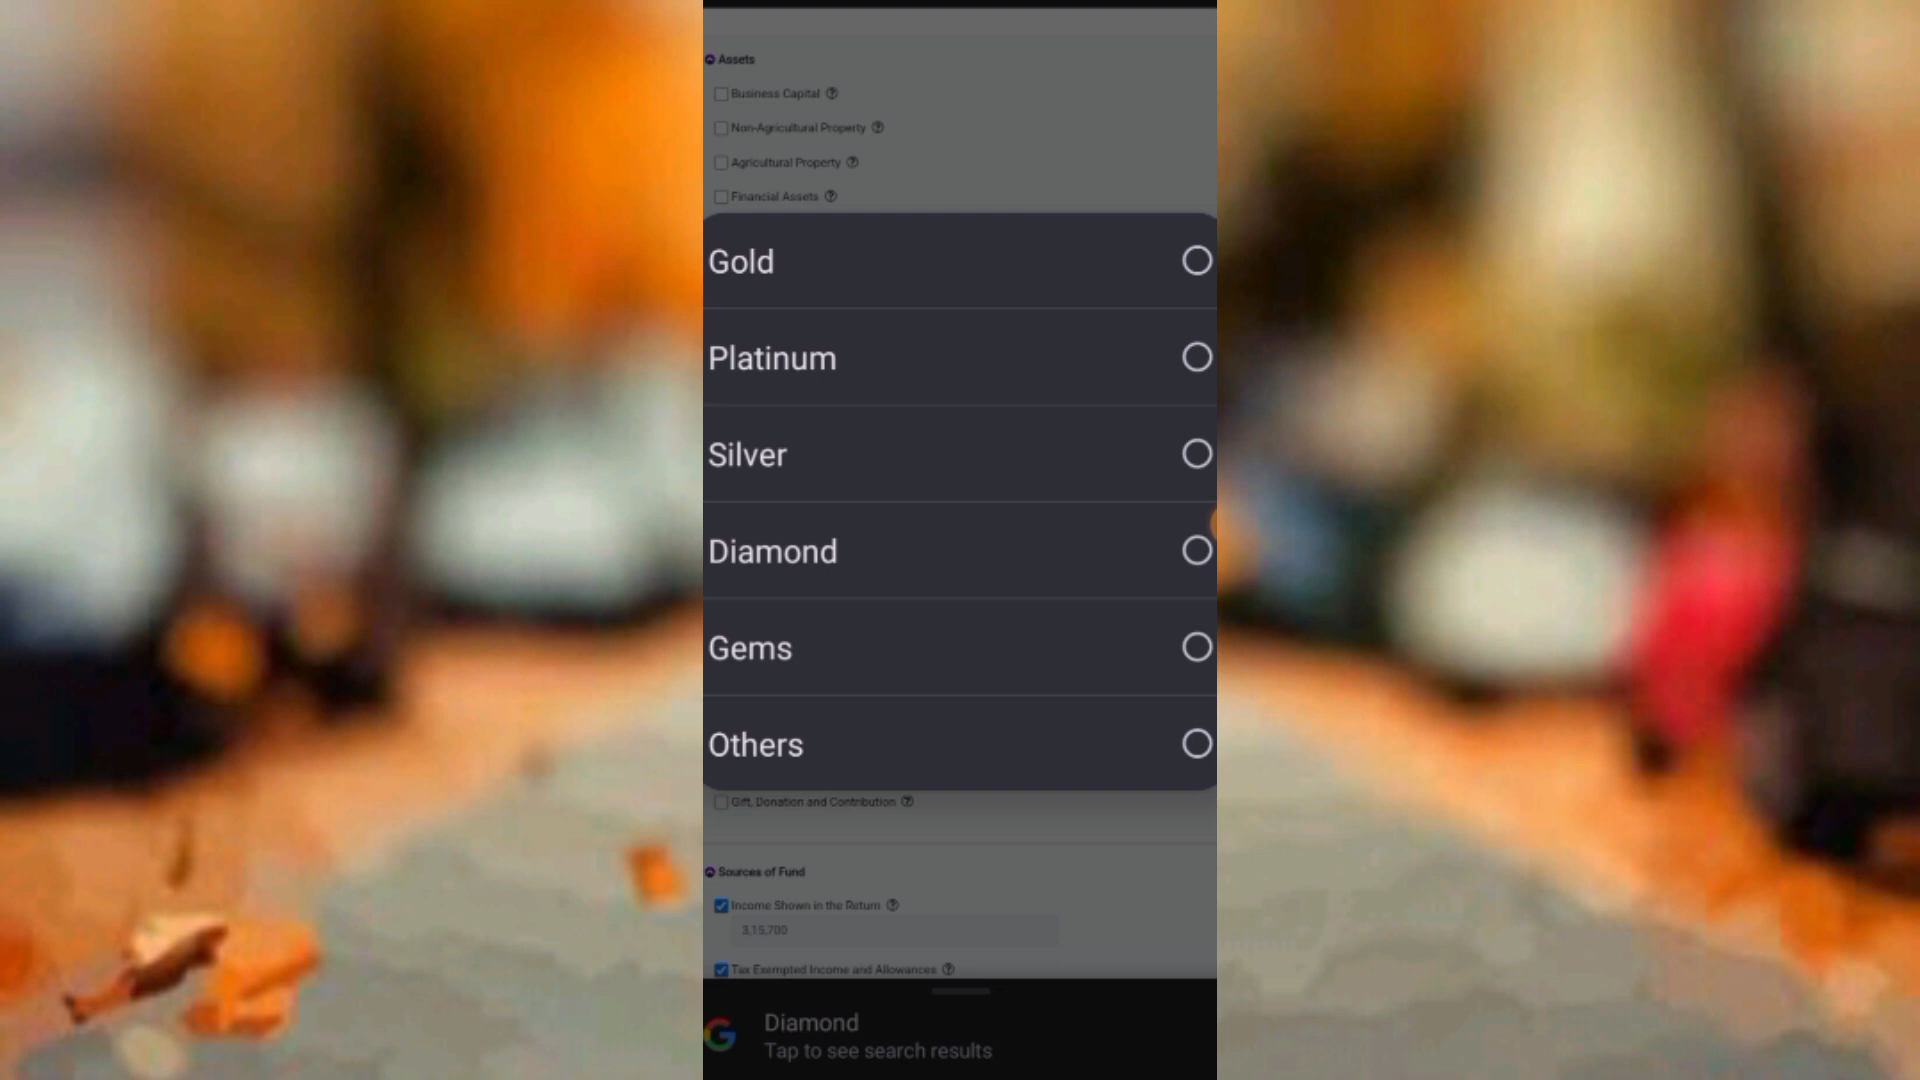 Assets
Business Capital
Non-Agricultural Property
Agricultural Property
Financial Assets
Gold
Platinum
Silver
Diamond
Gems
Others
Gift, Donation and Contribution
Sources of Fund
Income Shown in the Return
3,15,700
Tax Exempted Income and Allowances
Diamond
Tap to see search results